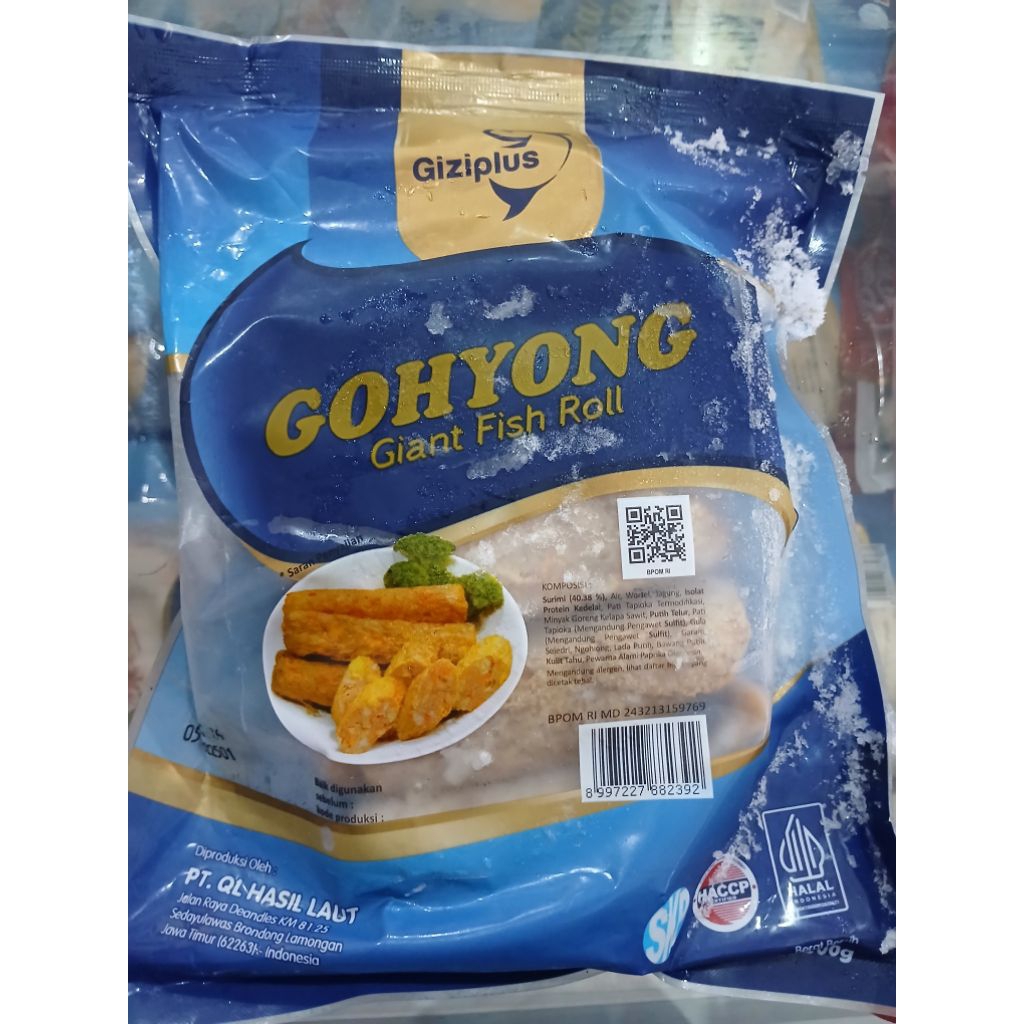 Giziplus
GOHYONG
Giant Fish Roll
BPOM RI
KOMPOSISI :
Surimi (40.38 %), Air, Wortel, Jagung, Isolat
Protein Kedelai, Pati Tapioka Termodifikasi,
Minyak Goreng Kelapa Sawit, Putih Telur, Pati
Tapioka (Mengandung Pengawet Sulfit), Gula
(Mengandung Pengawet Sulfit), Garam,
Seledri, Ngohiong, Lada Putih, Bawang Putih
Kulit Tahu, Pewarna Alami Paprika
Mengandung alergen, lihat daftar
dicetak tebal.
BPOM RI MD 243213159769
8 997227 882392
Baik digunakan
sebelum :
kode produksi :
Diproduksi Oleh :
PT. QL HASIL LAUT
Jalan Raya Deandles KM 81.25
Sedayulawas Brondong Lamongan
Jawa Timur (62263)- Indonesia
HACCP
HALAL
INDONESIA